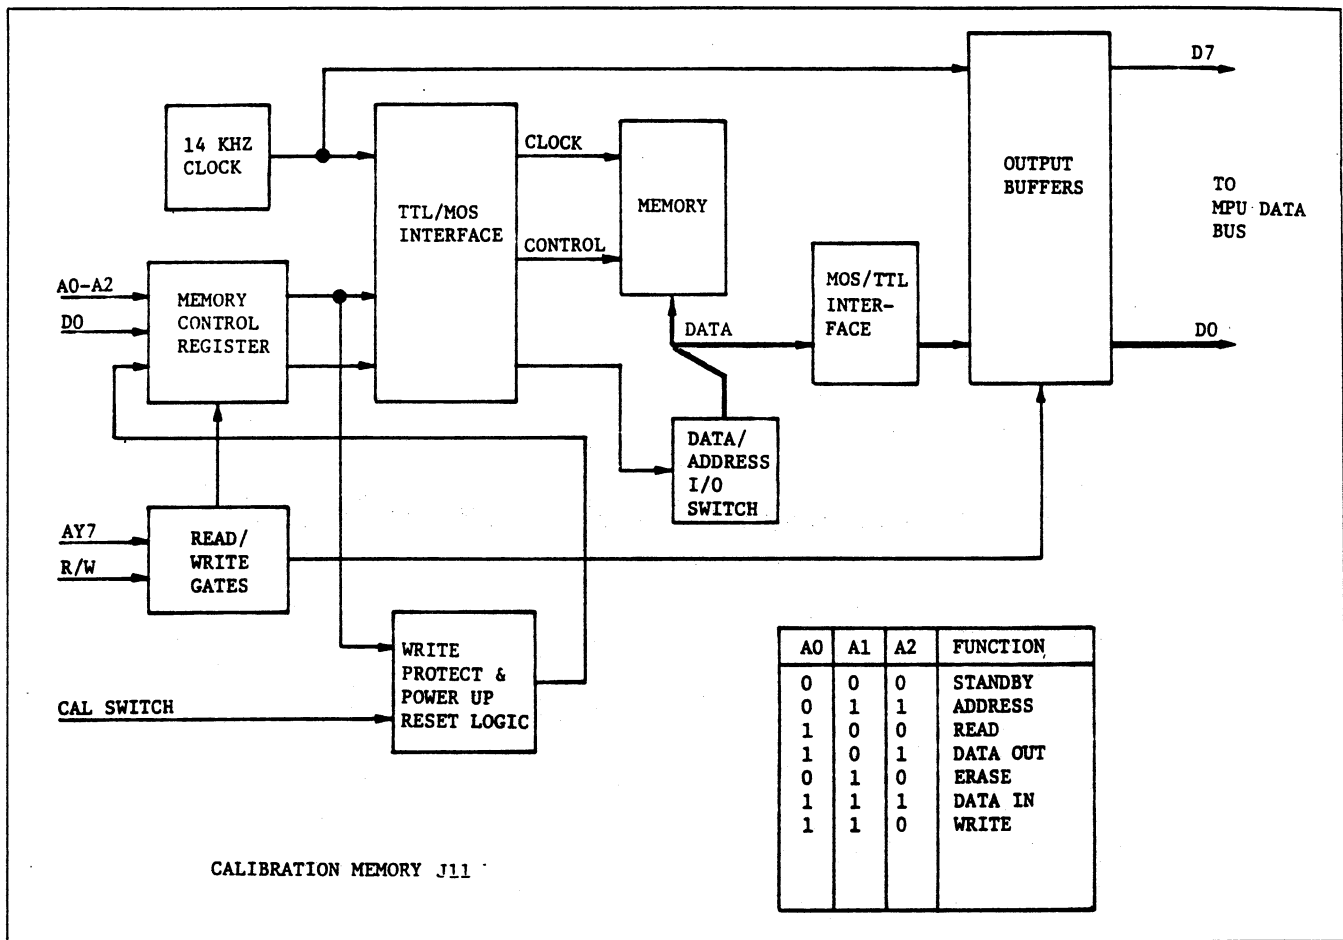 14 KHZ
CLOCK
A0-A2
D0
MEMORY
CONTROL
REGISTER
TTL/MOS
INTERFACE
CLOCK
CONTROL
MEMORY
DATA
MOS/TTL
INTER-
FACE
OUTPUT
BUFFERS
D7
TO
MPU DATA
BUS
D0
DATA/
ADDRESS
I/O
SWITCH
AY7
R/W
READ/
WRITE
GATES
CAL SWITCH
WRITE
PROTECT &
POWER UP
RESET LOGIC
A0 A1 A2 FUNCTION
0 0 0 STANDBY
0 1 1 ADDRESS
1 0 0 READ
1 0 1 DATA OUT
0 1 0 ERASE
1 1 1 DATA IN
1 1 0 WRITE
CALIBRATION MEMORY J11